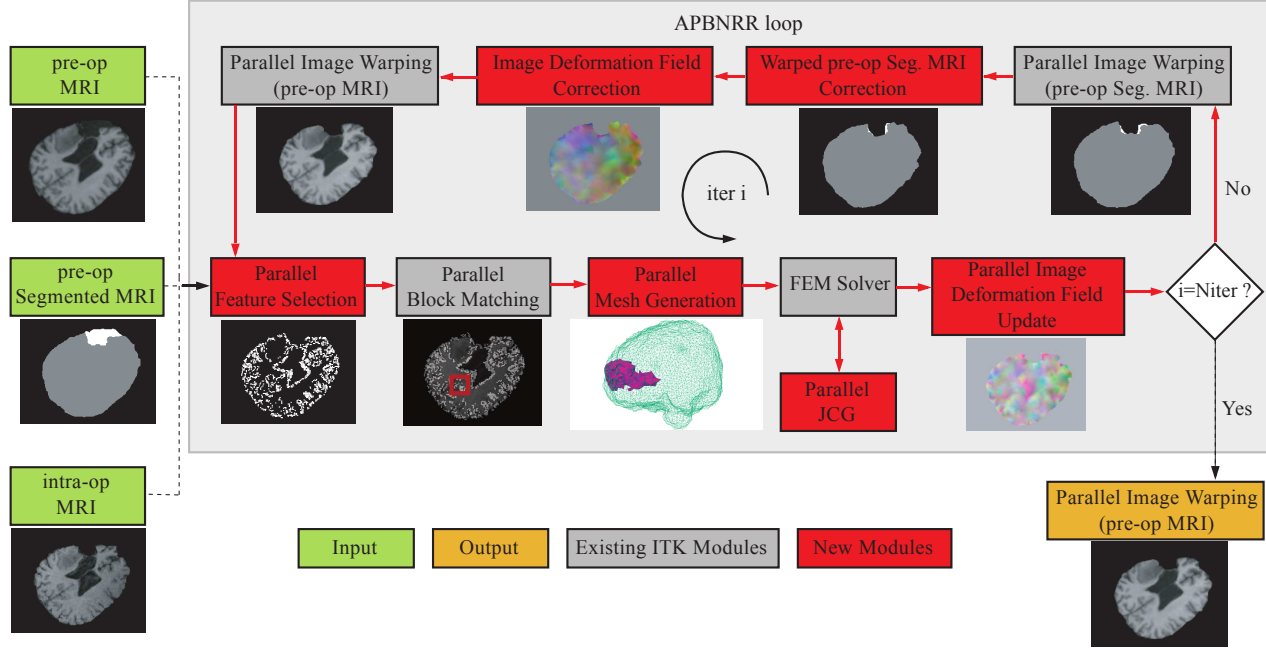 APBNRR loop
pre-op
MRI
Parallel Image Warping
(pre-op MRI)
Image Deformation Field
Correction
Warped pre-op Seg. MRI
Correction
Parallel Image Warping
(pre-op Seg. MRI)
iter i
No
pre-op
Segmented MRI
Parallel
Feature Selection
Parallel
Block Matching
Parallel
Mesh Generation
FEM Solver
Parallel Image
Deformation Field
Update
i=Niter ?
Parallel
JCG
Yes
intra-op
MRI
Parallel Image Warping
(pre-op MRI)
Input
Output
Existing ITK Modules
New Modules